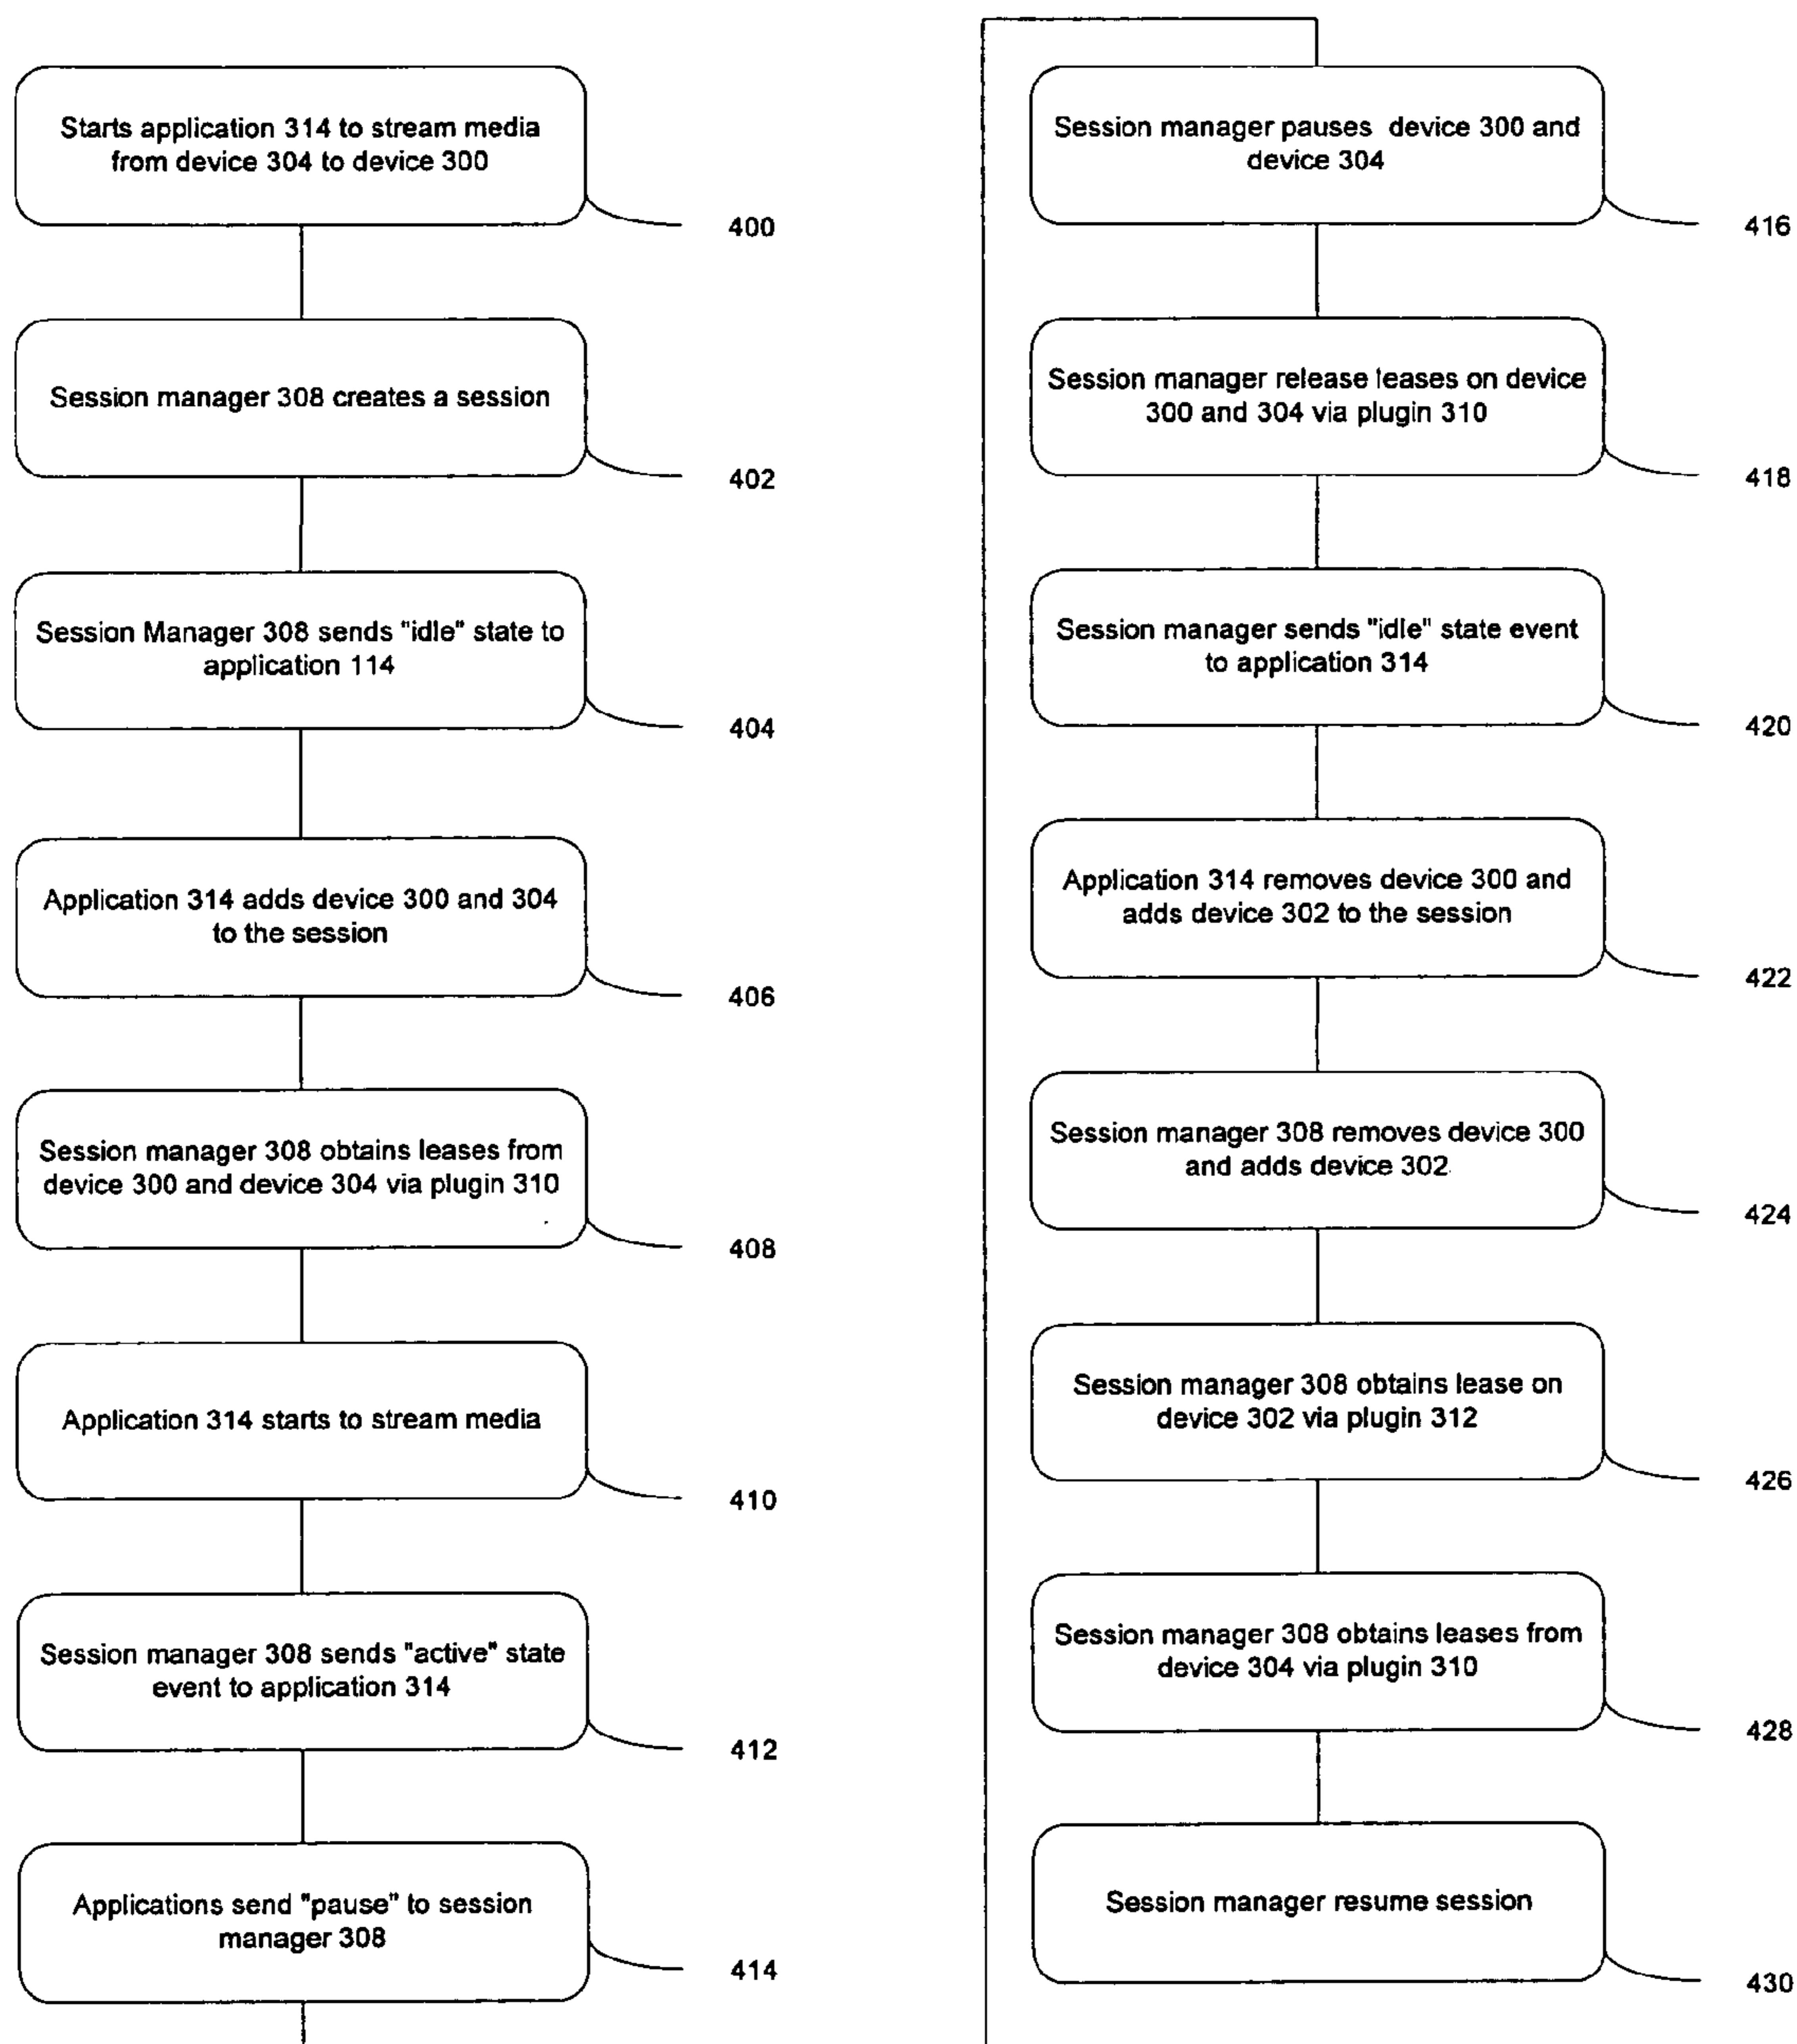 Starts application 314 to stream media
from device 304 to device 300
400
Session manager 308 creates a session
402
Session Manager 308 sends "idle" state to
application 114
404
Application 314 adds device 300 and 304
to the session
406
Session manager 308 obtains leases from
device 300 and device 304 via plugin 310
408
Application 314 starts to stream media
410
Session manager 308 sends "active" state
event to application 314
412
Applications send "pause" to session
manager 308
414
Session manager pauses device 300 and
device 304
416
Session manager release leases on device
300 and 304 via plugin 310
418
Session manager sends "idle" state event
to application 314
420
Application 314 removes device 300 and
adds device 302 to the session
422
Session manager 308 removes device 300
and adds device 302
424
Session manager 308 obtains lease on
device 302 via plugin 312
426
Session manager 308 obtains leases from
device 304 via plugin 310
428
Session manager resume session
430